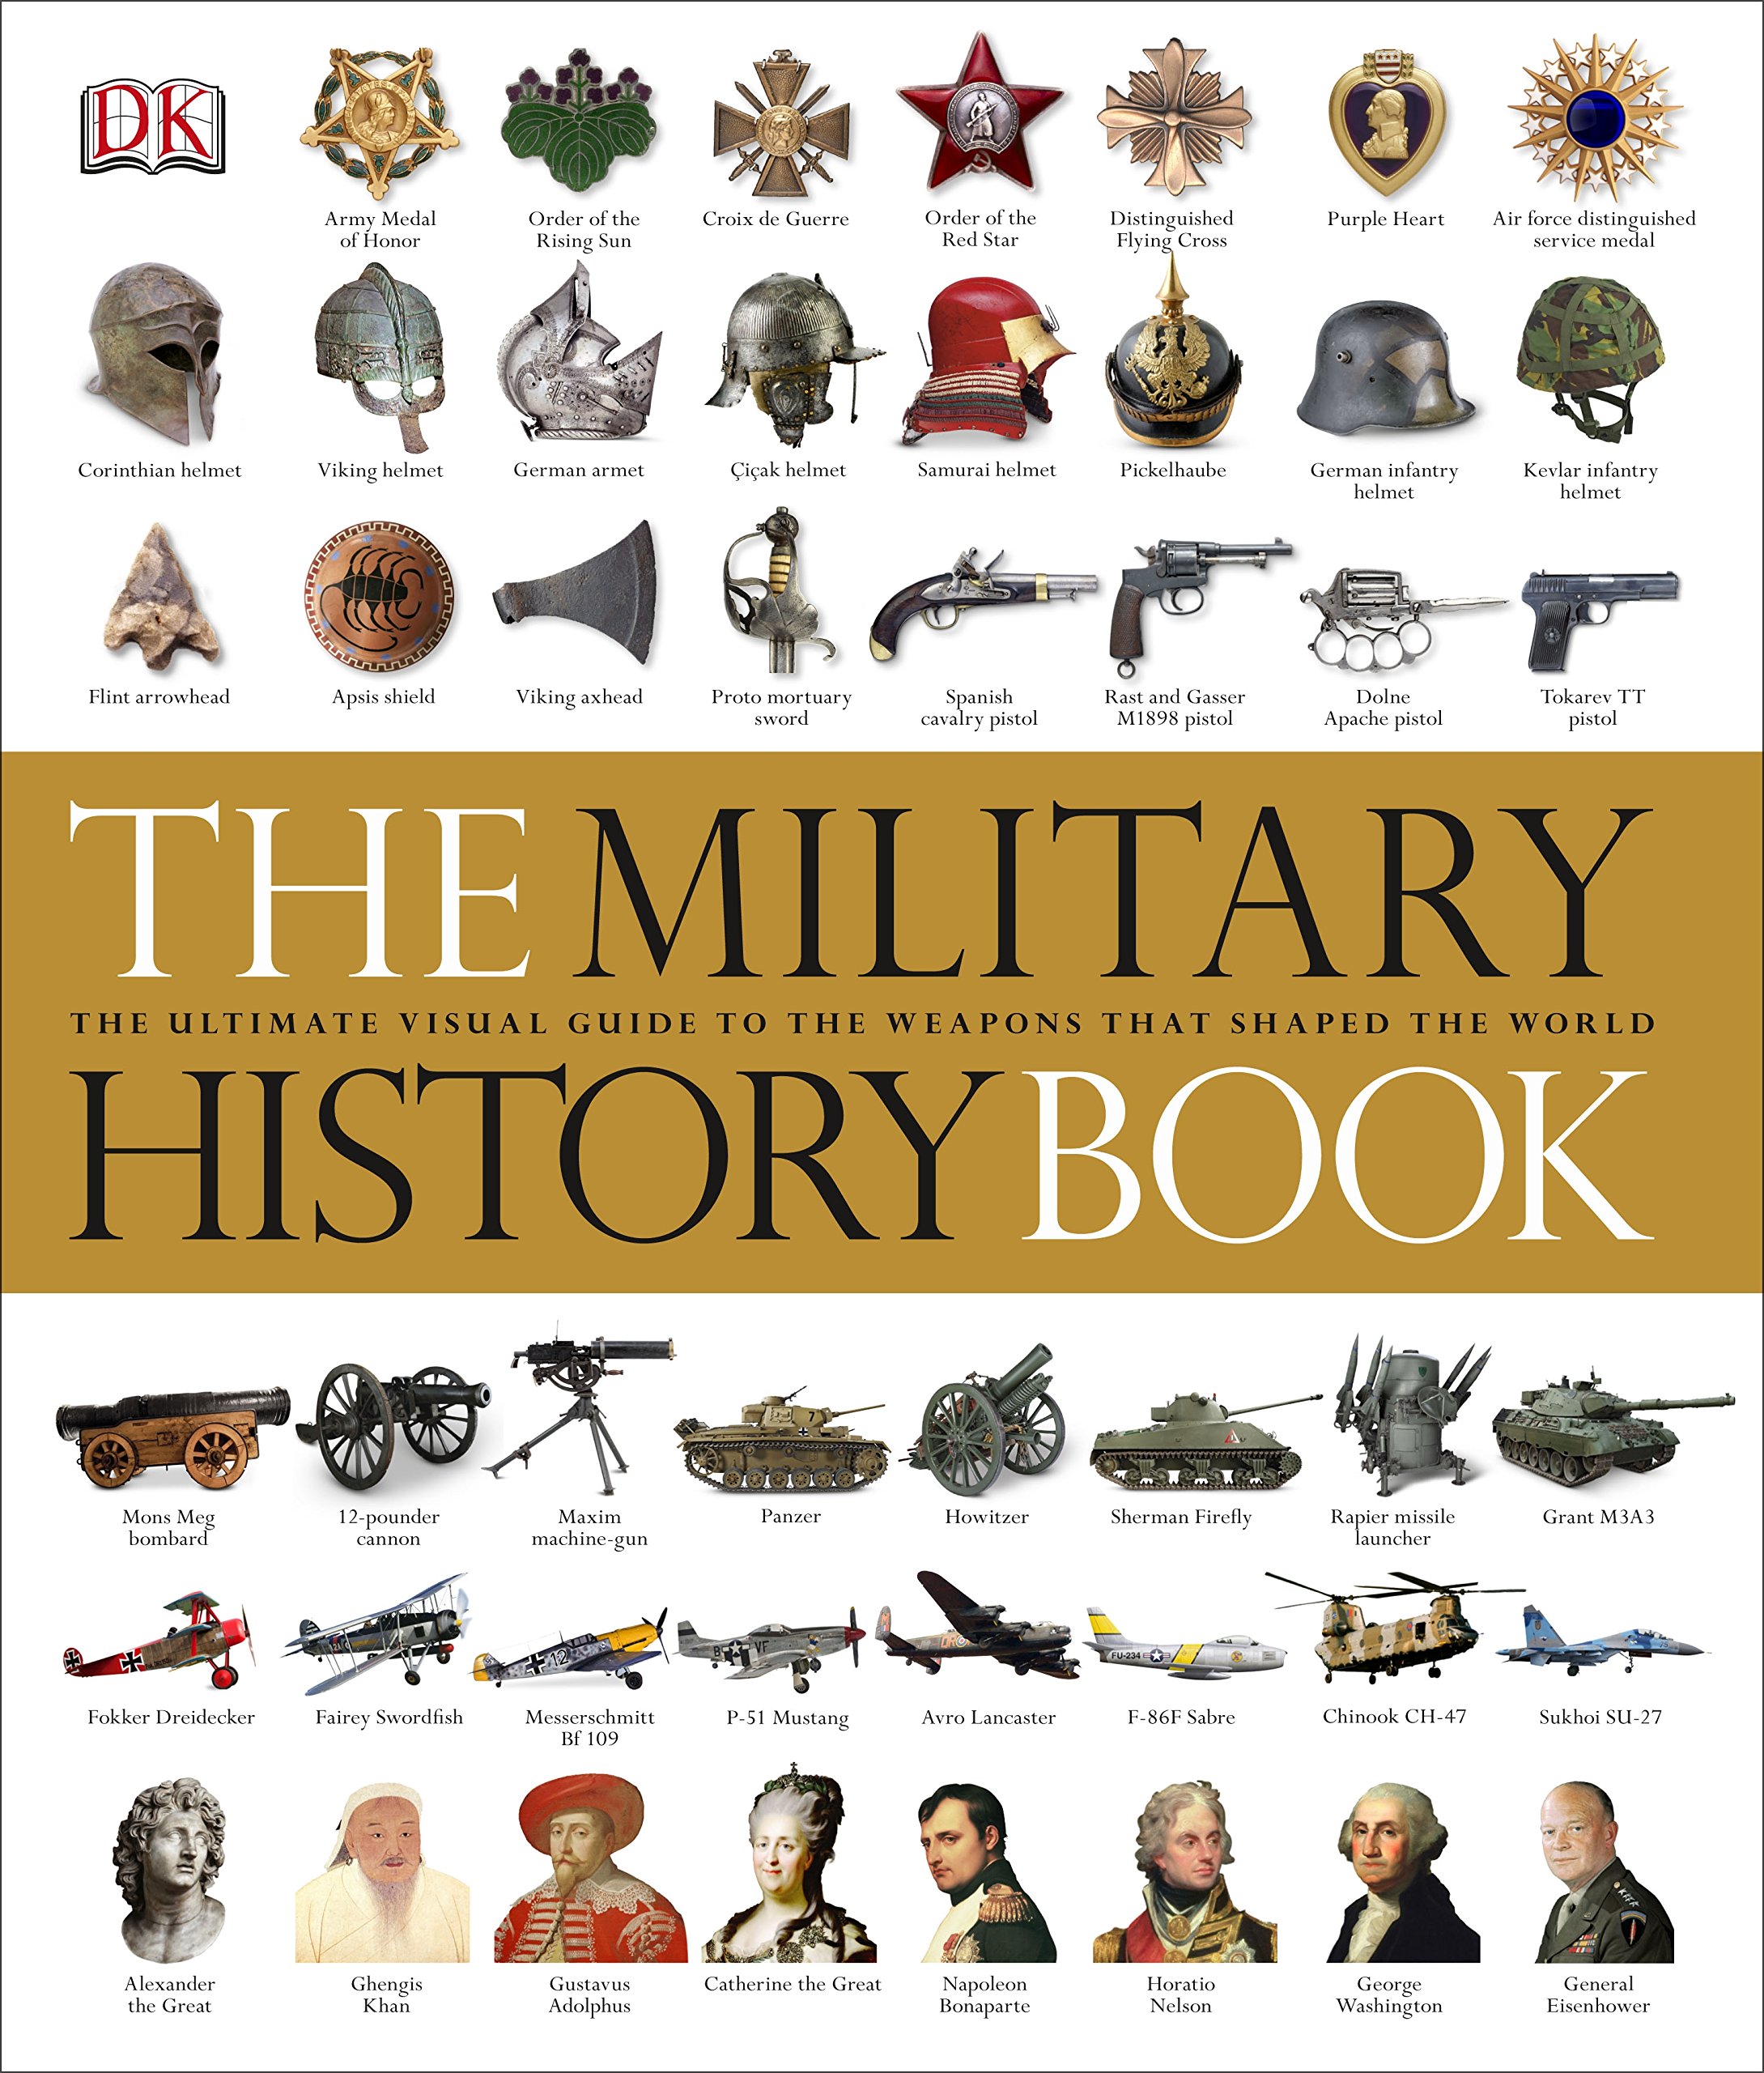 DK
Army Medal
of Honor
Order of the
Rising Sun
Croix de Guerre
Order of the
Red Star
Distinguished
Flying Cross
Purple Heart
Air force distinguished
service medal
Corinthian helmet
Viking helmet
German armet
Çiçak helmet
Samurai helmet
Pickelhaube
German infantry
helmet
Kevlar infantry
helmet
Flint arrowhead
Apsis shield
Viking axhead
Proto mortuary
sword
Spanish
cavalry pistol
Rast and Gasser
M1898 pistol
Dolne
Apache pistol
Tokarev TT
pistol
THE MILITARY
THE ULTIMATE VISUAL GUIDE TO THE WEAPONS THAT SHAPED THE WORLD
HISTORY BOOK
Mons Meg
bombard
12-pounder
cannon
Maxim
machine-gun
7
Panzer
Howitzer
Sherman Firefly
Rapier missile
launcher
Grant M3A3
Fokker Dreidecker
Fairey Swordfish
12
Messerschmitt
Bf 109
B VF
P-51 Mustang
Avro Lancaster
FU-234
F-86F Sabre
Chinook CH-47
Sukhoi SU-27
Alexander
the Great
Ghengis
Khan
Gustavus
Adolphus
Catherine the Great
Napoleon
Bonaparte
Horatio
Nelson
George
Washington
General
Eisenhower